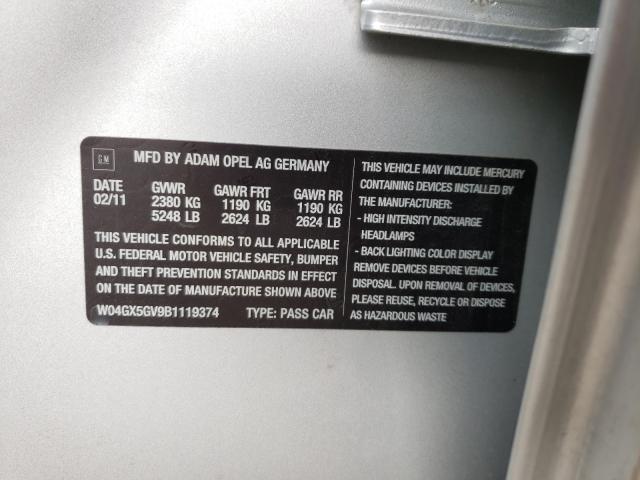 GM
MFD BY ADAM OPEL AG GERMANY
DATE GVWR GAWR FRT GAWR RR
02/11 2380 KG 1190 KG 1190 KG
5248 LB 2624 LB 2624 LB
THIS VEHICLE CONFORMS TO ALL APPLICABLE
U.S. FEDERAL MOTOR VEHICLE SAFETY, BUMPER
AND THEFT PREVENTION STANDARDS IN EFFECT
ON THE DATE OF MANUFACTURE SHOWN ABOVE
W04GX5GV9B1119374 TYPE: PASS CAR
THIS VEHICLE MAY INCLUDE MERCURY
CONTAINING DEVICES INSTALLED BY
THE MANUFACTURER:
- HIGH INTENSITY DISCHARGE
HEADLAMPS
- BACK LIGHTING COLOR DISPLAY
REMOVE DEVICES BEFORE VEHICLE
DISPOSAL. UPON REMOVAL OF DEVICES,
PLEASE REUSE, RECYCLE OR DISPOSE
AS HAZARDOUS WASTE